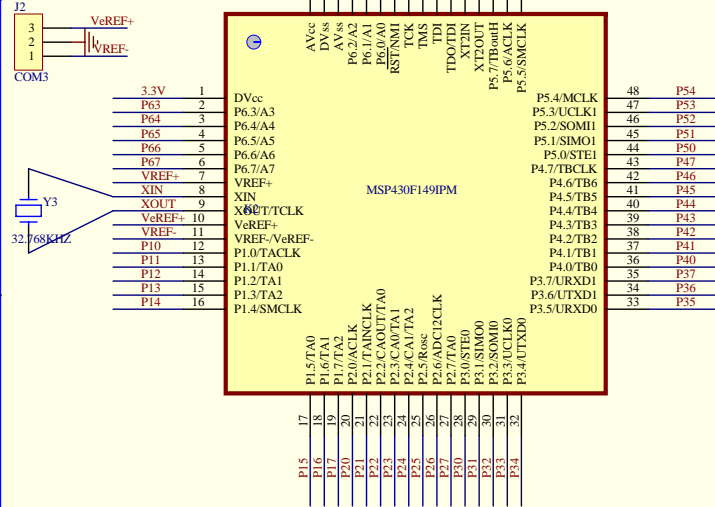 J2
3
2
1
COM3
VeREF+
VREF-
AVcc
DVss
AVss
P6.2/A2
P6.1/A1
P6.0/A0
RST/NMI
TCK
TMS
TDI
TDO/TDI
XT2IN
XT2OUT
P5.7/TBoutH
P5.6/ACLK
P5.5/SMCLK
3.3V 1 DVcc
P63 2 P6.3/A3
P64 3 P6.4/A4
P65 4 P6.5/A5
P66 5 P6.6/A6
P67 6 P6.7/A7
VREF+ 7 VREF+
XIN 8 XIN
XOUT 9 XOUT/TCLK
VeREF+ 10 VeREF+
VREF- 11 VREF-/VeREF-
P10 12 P1.0/TACLK
P11 13 P1.1/TA0
P12 14 P1.2/TA1
P13 15 P1.3/TA2
P14 16 P1.4/SMCLK
Y3
32.768KHZ
MSP430F149IPM
P5.4/MCLK 48 P54
P5.3/UCLK1 47 P53
P5.2/SOMI1 46 P52
P5.1/SIMO1 45 P51
P5.0/STE1 44 P50
P4.7/TBCLK 43 P47
P4.6/TB6 42 P46
P4.5/TB5 41 P45
P4.4/TB4 40 P44
P4.3/TB3 39 P43
P4.2/TB2 38 P42
P4.1/TB1 37 P41
P4.0/TB0 36 P40
P3.7/URXD1 35 P37
P3.6/UTXD1 34 P36
P3.5/URXD0 33 P35
P1.5/TA0 17 P15
P1.6/TA1 18 P16
P1.7/TA2 19 P17
P2.0/ACLK 20 P20
P2.1/TAINCLK 21 P21
P2.2/CAOUT/TA0 22 P22
P2.3/CA0/TA1 23 P23
P2.4/CA1/TA2 24 P24
P2.5/Rosc 25 P25
P2.6/ADC12CLK 26 P26
P2.7/TA0 27 P27
P3.0/STE0 28 P30
P3.1/SIMO0 29 P31
P3.2/SOMI0 30 P32
P3.3/UCLK0 31 P33
P3.4/UTXD0 32 P34